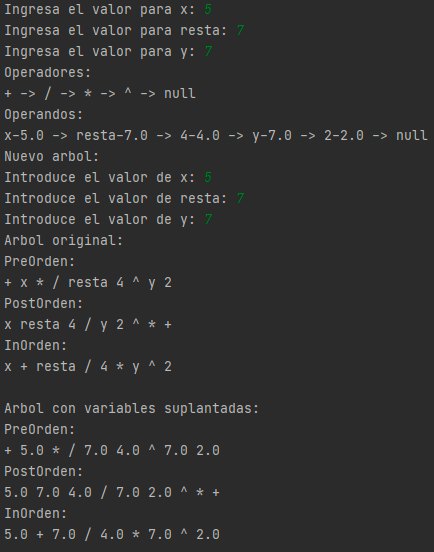 Ingresa el valor para x: 5
Ingresa el valor para resta: 7
Ingresa el valor para y: 7
Operadores:
+ -> / -> * -> ^ -> null
Operandos:
x-5.0 -> resta-7.0 -> 4-4.0 -> y-7.0 -> 2-2.0 -> null
Nuevo arbol:
Introduce el valor de x: 5
Introduce el valor de resta: 7
Introduce el valor de y: 7
Arbol original:
PreOrden:
+ x * / resta 4 ^ y 2
PostOrden:
x resta 4 / y 2 ^ * +
InOrden:
x + resta / 4 * y ^ 2
Arbol con variables suplantadas:
PreOrden:
+ 5.0 * / 7.0 4.0 ^ 7.0 2.0
PostOrden:
5.0 7.0 4.0 / 7.0 2.0 ^ * +
InOrden:
5.0 + 7.0 / 4.0 * 7.0 ^ 2.0